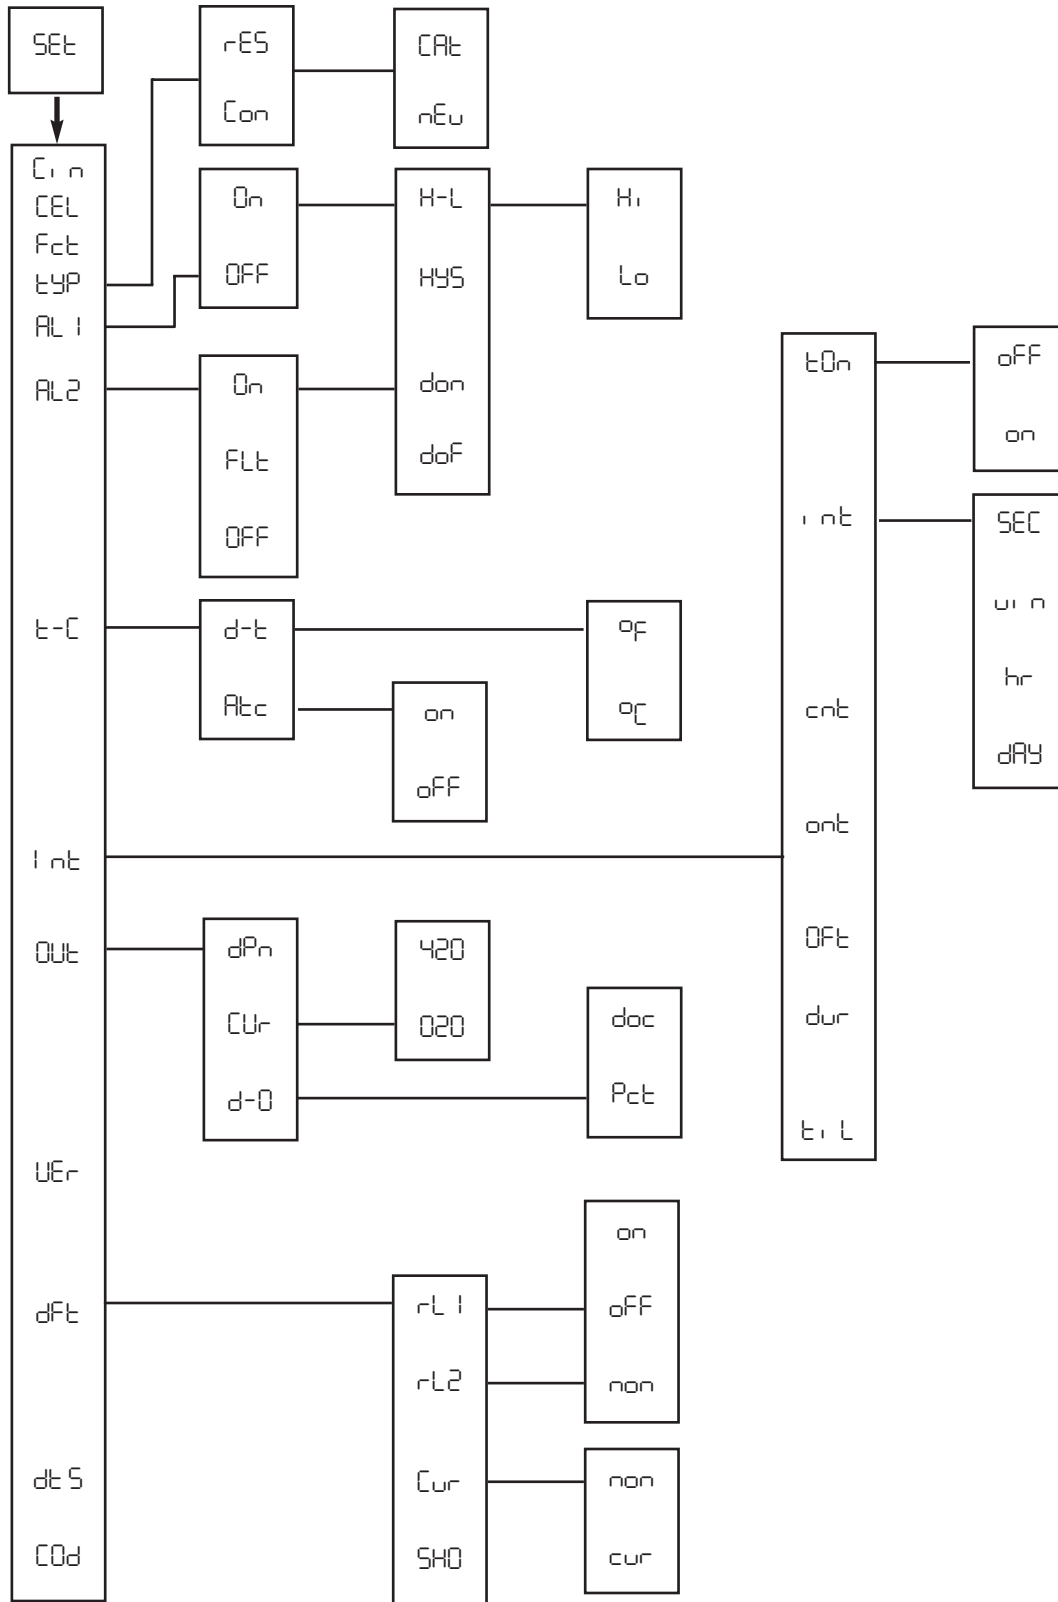 SEt
Cin
CEL
Fct
tYP
AL1
AL2
t-C
Int
OUt
UEr
dFt
dtS
COd
rES
Con
CAt
nEu
On
OFF
H-L
HYS
don
doF
Hi
Lo
On
FLt
OFF
d-t
Atc
oF
oC
on
oFF
dPn
CUr
d-O
420
020
doc
Pct
tOn
int
cnt
ont
OFt
dur
tiL
oFF
on
SEC
uin
hr
dAY
rL1
rL2
Cur
SHO
on
oFF
non
non
cur